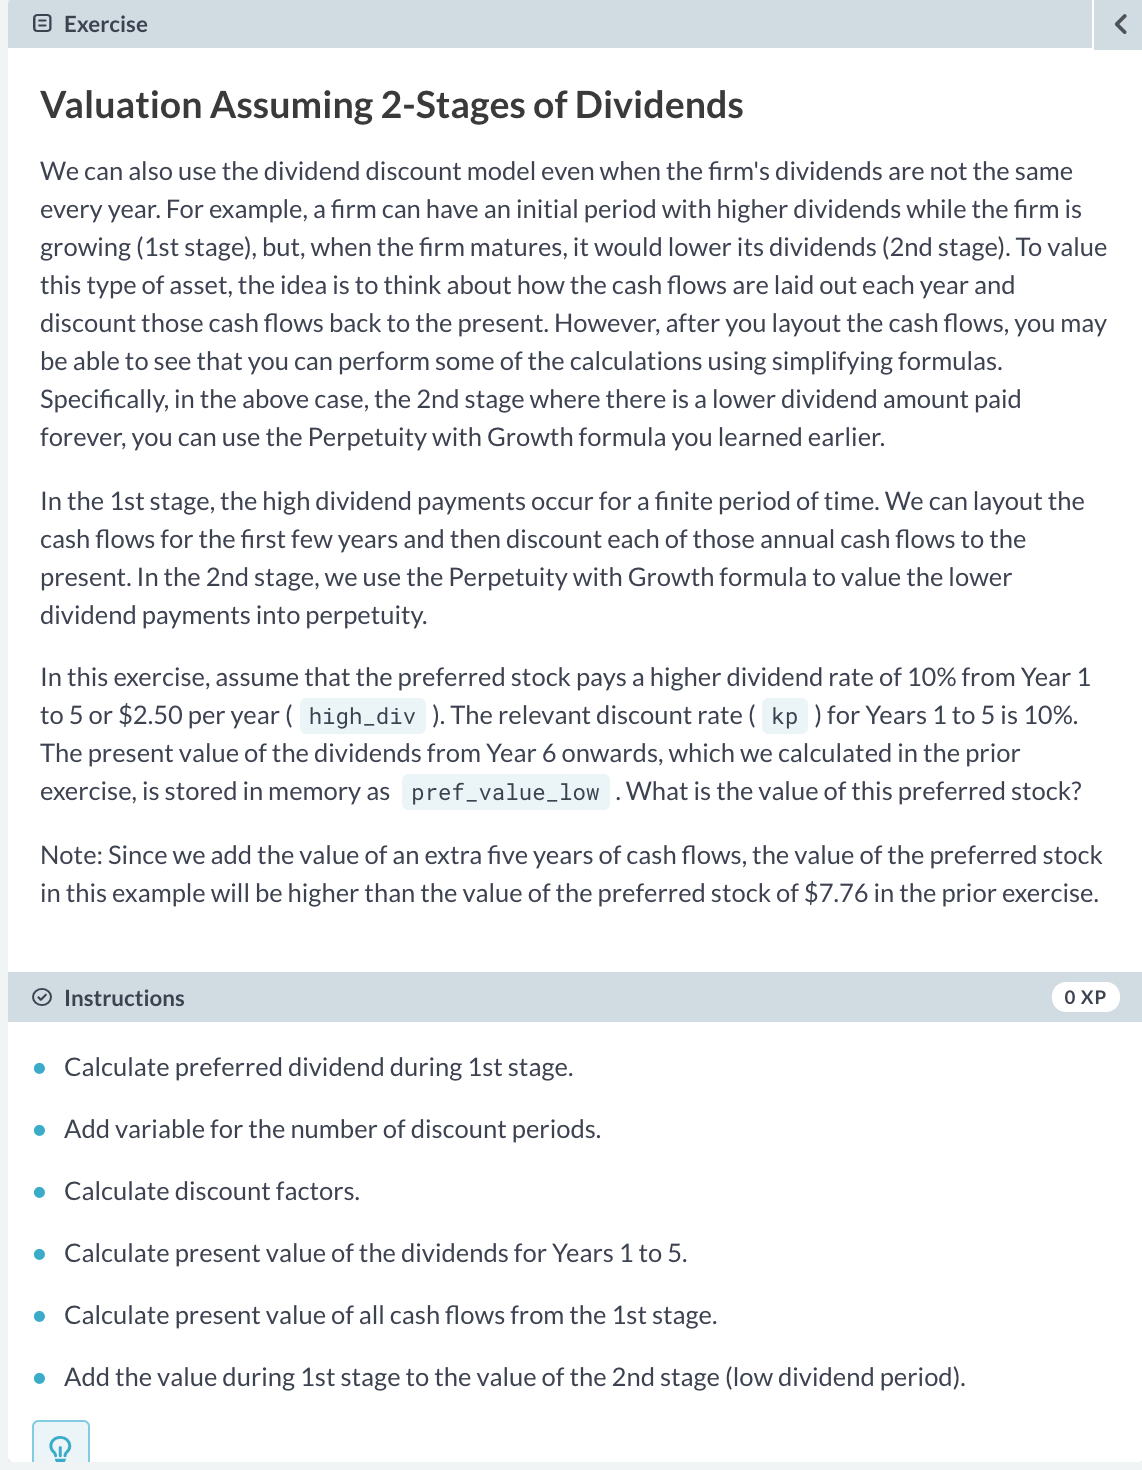 Exercise
Valuation Assuming 2-Stages of Dividends
We can also use the dividend discount model even when the firm's dividends are not the same
every year. For example, a firm can have an initial period with higher dividends while the firm is
growing (1st stage), but, when the firm matures, it would lower its dividends (2nd stage). To value
this type of asset, the idea is to think about how the cash flows are laid out each year and
discount those cash flows back to the present. However, after you layout the cash flows, you may
be able to see that you can perform some of the calculations using simplifying formulas.
Specifically, in the above case, the 2nd stage where there is a lower dividend amount paid
forever, you can use the Perpetuity with Growth formula you learned earlier.
In the 1st stage, the high dividend payments occur for a finite period of time. We can layout the
cash flows for the first few years and then discount each of those annual cash flows to the
present. In the 2nd stage, we use the Perpetuity with Growth formula to value the lower
dividend payments into perpetuity.
In this exercise, assume that the preferred stock pays a higher dividend rate of 10% from Year 1
to 5 or $2.50 per year ( high_div ). The relevant discount rate ( kp ) for Years 1 to 5 is 10%.
The present value of the dividends from Year 6 onwards, which we calculated in the prior
exercise, is stored in memory as pref_value_low . What is the value of this preferred stock?
Note: Since we add the value of an extra five years of cash flows, the value of the preferred stock
in this example will be higher than the value of the preferred stock of $7.76 in the prior exercise.
Instructions 0 XP
Calculate preferred dividend during 1st stage.
Add variable for the number of discount periods.
Calculate discount factors.
Calculate present value of the dividends for Years 1 to 5.
Calculate present value of all cash flows from the 1st stage.
Add the value during 1st stage to the value of the 2nd stage (low dividend period).